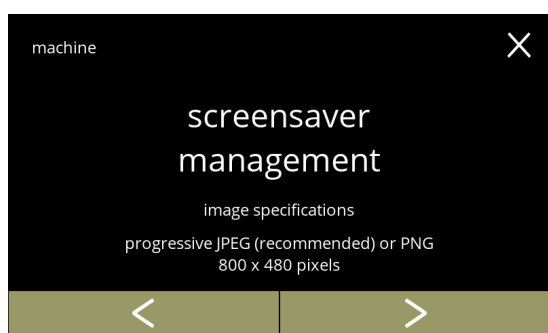 machine
screensaver
management
image specifications
progressive JPEG (recommended) or PNG
800 x 480 pixels